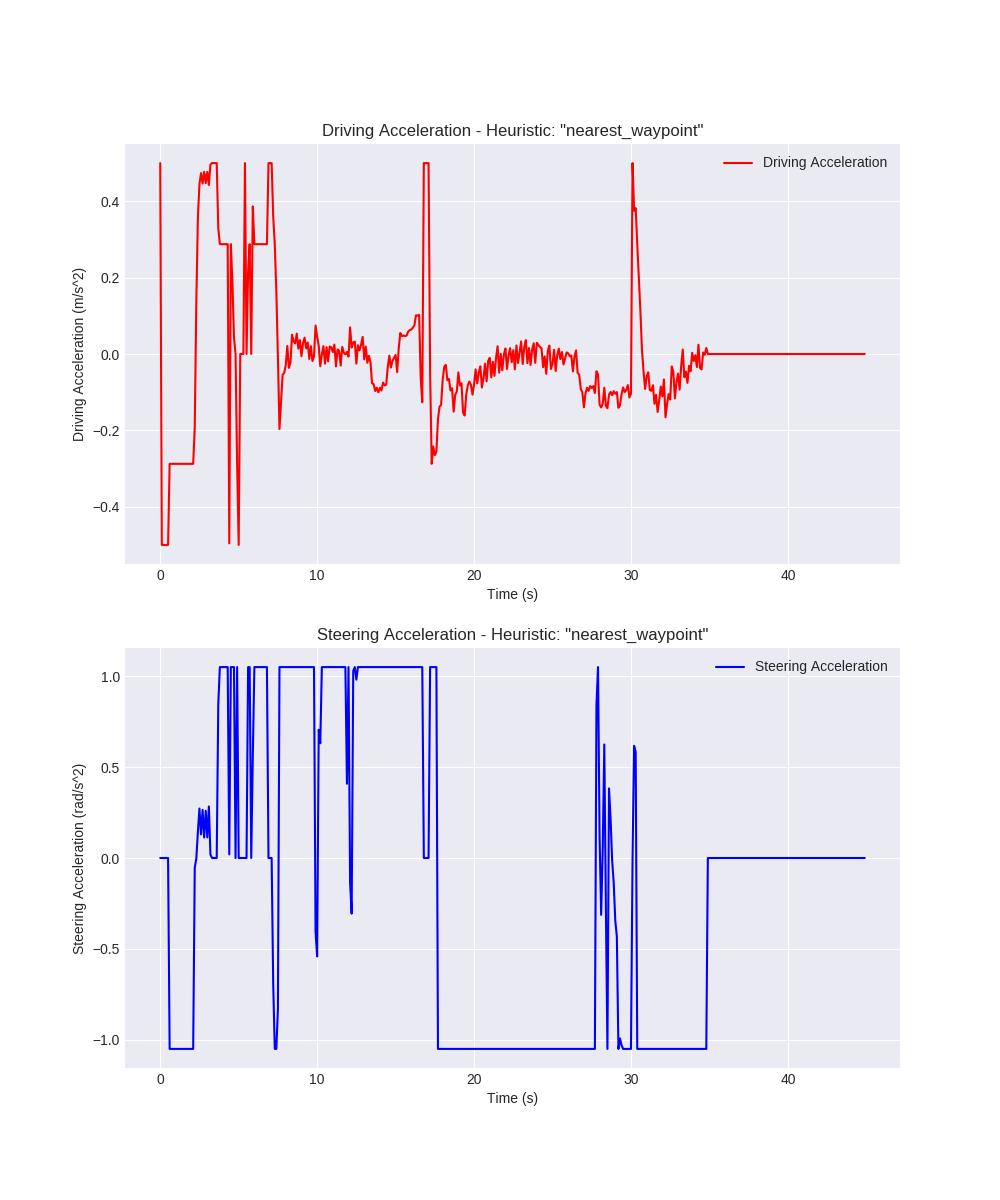 Driving Acceleration - Heuristic: "nearest_waypoint"
Driving Acceleration
Driving Acceleration (m/s^2)
0.4
0.2
0.0
−0.2
−0.4
0 10 20 30 40
Time (s)
Steering Acceleration - Heuristic: "nearest_waypoint"
Steering Acceleration
Steering Acceleration (rad/s^2)
1.0
0.5
0.0
−0.5
−1.0
0 10 20 30 40
Time (s)